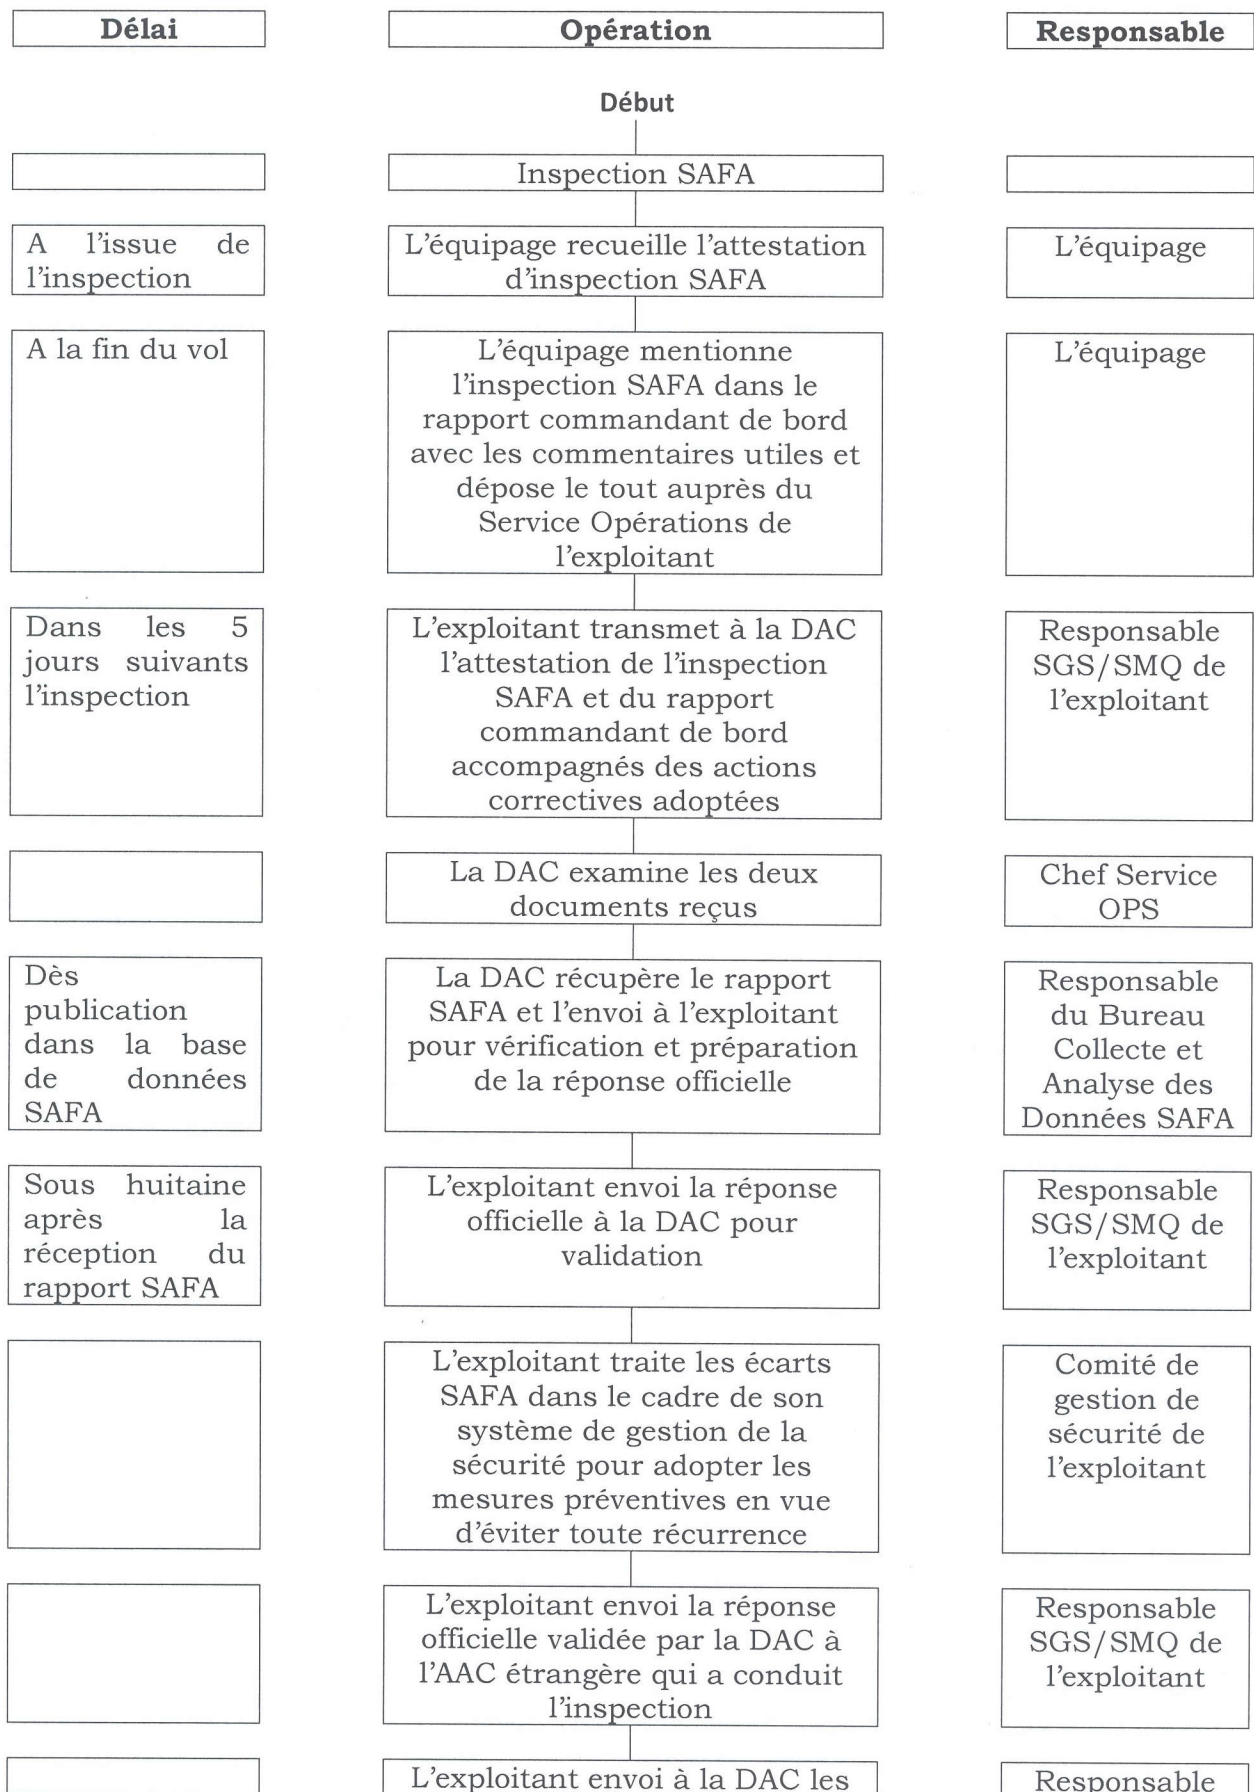 Délai
Opération
Responsable
Début
Inspection SAFA
A l'issue de
l'inspection
L'équipage recueille l'attestation
d'inspection SAFA
L'équipage
A la fin du vol
L'équipage mentionne
l'inspection SAFA dans le
rapport commandant de bord
avec les commentaires utiles et
dépose le tout auprès du
Service Opérations de
l'exploitant
L'équipage
Dans les 5
jours suivants
l'inspection
L'exploitant transmet à la DAC
l'attestation de l'inspection
SAFA et du rapport
commandant de bord
accompagnés des actions
correctives adoptées
Responsable
SGS/SMQ de
l'exploitant
La DAC examine les deux
documents reçus
Chef Service
OPS
Dès
publication
dans la base
de données
SAFA
La DAC récupère le rapport
SAFA et l'envoi à l'exploitant
pour vérification et préparation
de la réponse officielle
Responsable
du Bureau
Collecte et
Analyse des
Données SAFA
Sous huitaine
après la
réception du
rapport SAFA
L'exploitant envoi la réponse
officielle à la DAC pour
validation
Responsable
SGS/SMQ de
l'exploitant
L'exploitant traite les écarts
SAFA dans le cadre de son
système de gestion de la
sécurité pour adopter les
mesures préventives en vue
d'éviter toute récurrence
Comité de
gestion de
sécurité de
l'exploitant
L'exploitant envoi la réponse
officielle validée par la DAC à
l'AAC étrangère qui a conduit
l'inspection
Responsable
SGS/SMQ de
l'exploitant
L'exploitant envoi à la DAC les
Responsable